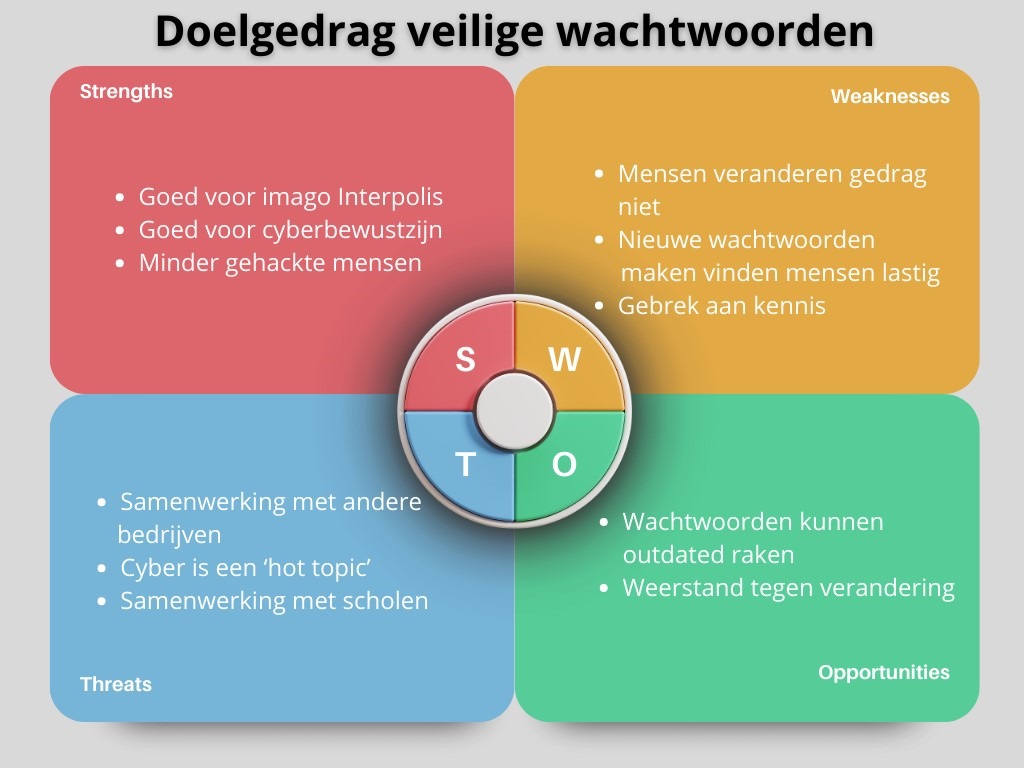 Doelgedrag veilige wachtwoorden
Strengths
• Goed voor imago Interpolis
• Goed voor cyberbewustzijn
• Minder gehackte mensen
Weaknesses
• Mensen veranderen gedrag
niet
• Nieuwe wachtwoorden
maken vinden mensen lastig
• Gebrek aan kennis
S
W
T
O
• Samenwerking met andere
bedrijven
• Cyber is een ‘hot topic’
• Samenwerking met scholen
Threats
• Wachtwoorden kunnen
outdated raken
• Weerstand tegen verandering
Opportunities